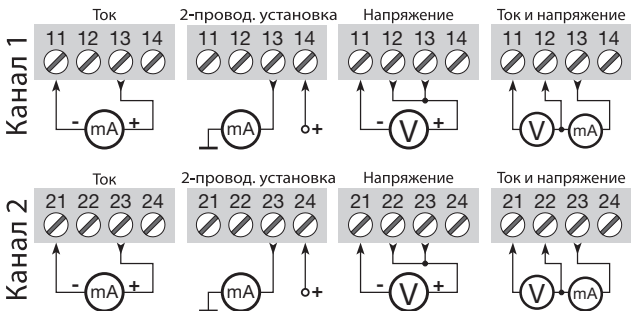 Канал 1
Ток 2-провод. установка Напряжение Ток и напряжение
11 12 13 14 11 12 13 14 11 12 13 14 11 12 13 14
- mA + mA + - V + V mA
Канал 2
Ток 2-провод. установка Напряжение Ток и напряжение
21 22 23 24 21 22 23 24 21 22 23 24 21 22 23 24
- mA + mA + - V + V mA